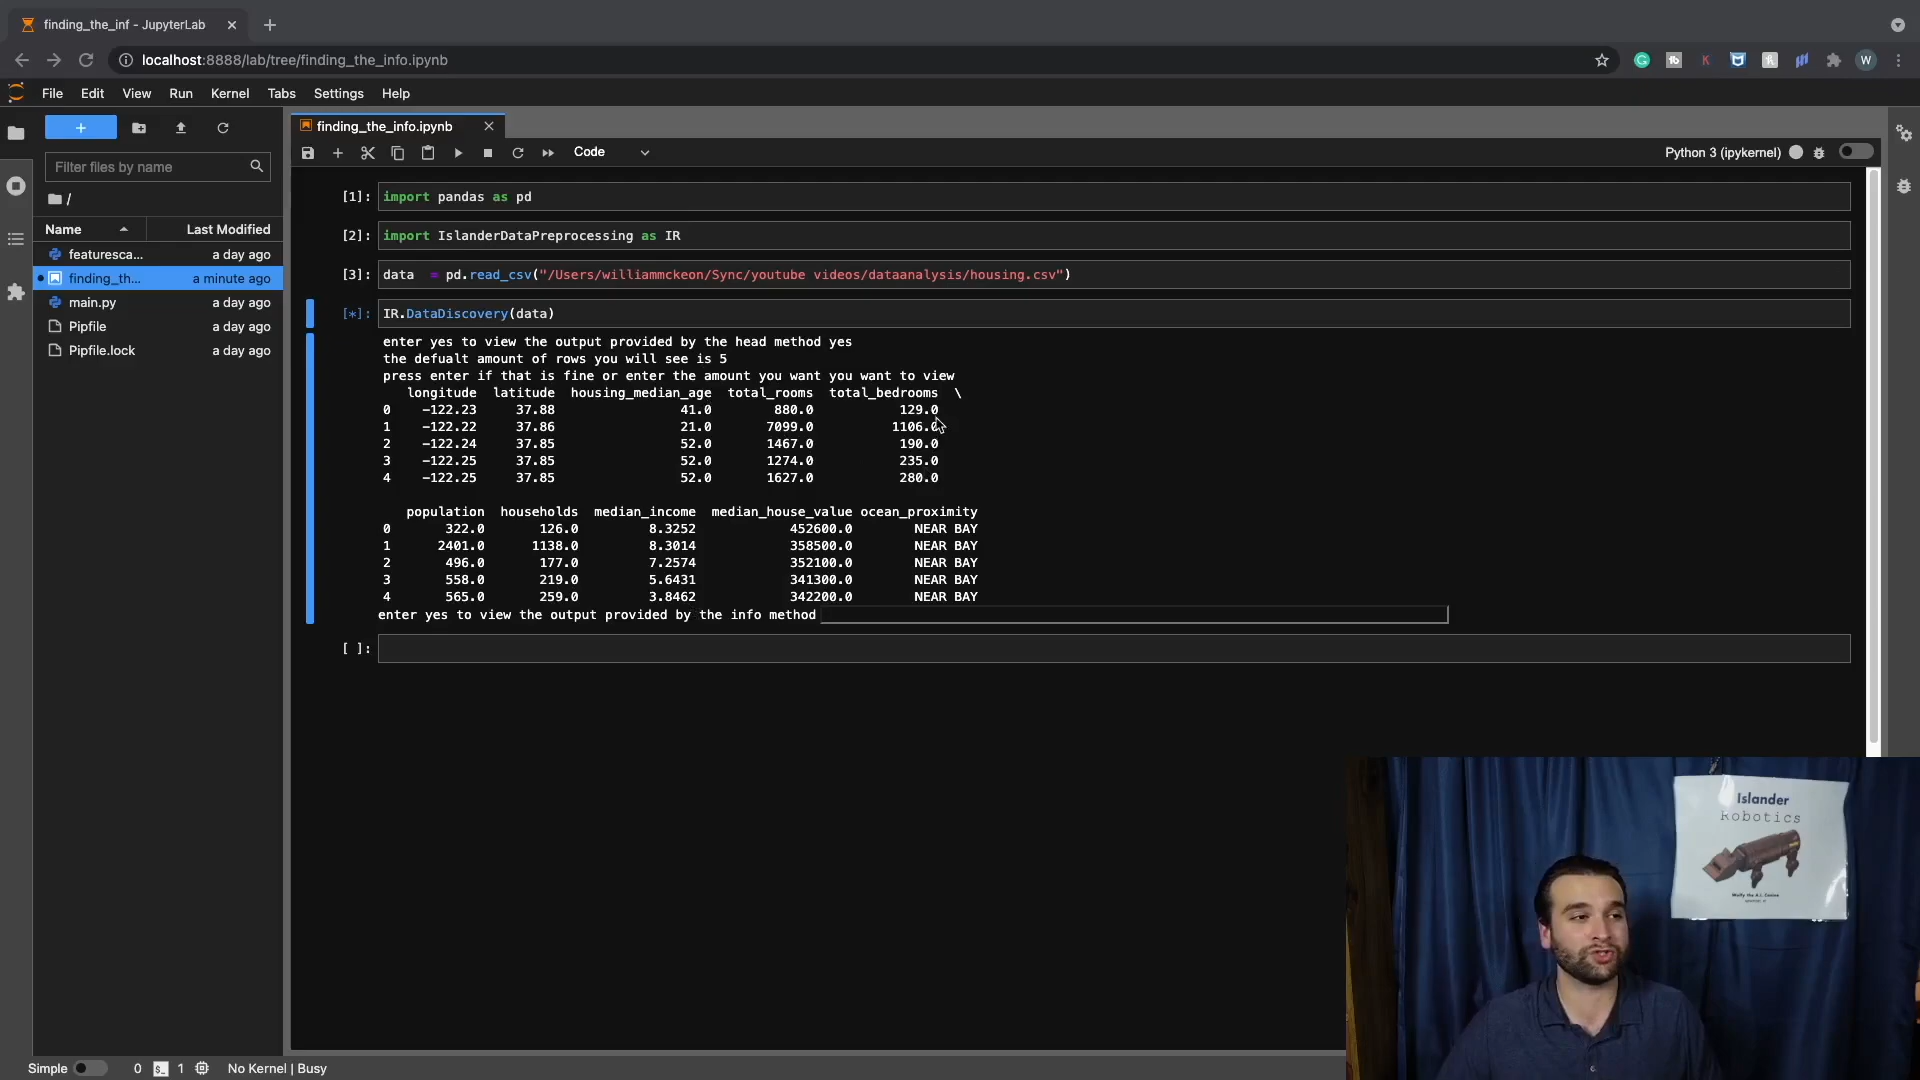 finding_the_inf - JupyterLab
localhost:8888/lab/tree/finding_the_info.ipynb
W
File Edit View Run Kernel Tabs Settings Help
finding_the_info.ipynb
Filter files by name
Code
Python 3 (ipykernel)
/
Name Last Modified
featuresca... a day ago
finding_th... a minute ago
main.py a day ago
Pipfile a day ago
Pipfile.lock a day ago
[1]: import pandas as pd
[2]: import IslanderDataPreprocessing as IR
[3]: data = pd.read_csv("/Users/williammckeon/Sync/youtube videos/dataanalysis/housing.csv")
[*]: IR.DataDiscovery(data)
enter yes to view the output provided by the head method yes
the defualt amount of rows you will see is 5
press enter if that is fine or enter the amount you want you want to view
longitude latitude housing_median_age total_rooms total_bedrooms \
0 -122.23 37.88 41.0 880.0 129.0
1 -122.22 37.86 21.0 7099.0 1106.0
2 -122.24 37.85 52.0 1467.0 190.0
3 -122.25 37.85 52.0 1274.0 235.0
4 -122.25 37.85 52.0 1627.0 280.0
population households median_income median_house_value ocean_proximity
0 322.0 126.0 8.3252 452600.0 NEAR BAY
1 2401.0 1138.0 8.3014 358500.0 NEAR BAY
2 496.0 177.0 7.2574 352100.0 NEAR BAY
3 558.0 219.0 5.6431 341300.0 NEAR BAY
4 565.0 259.0 3.8462 342200.0 NEAR BAY
enter yes to view the output provided by the info method
[ ]:
Islander
Robotics
Simple 0 1 No Kernel | Busy